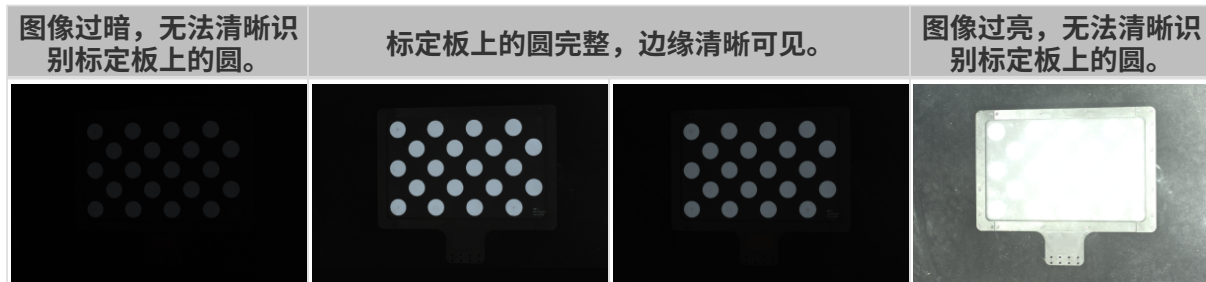 图像过暗，无法清晰识
别标定板上的圆。
标定板上的圆完整，边缘清晰可见。
图像过亮，无法清晰识
别标定板上的圆。